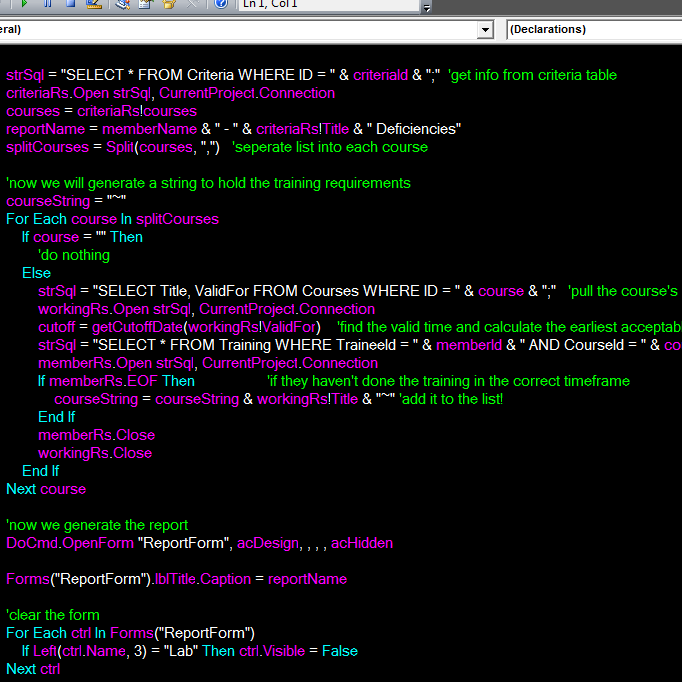 Ln 1, Col 1
eral)
(Declarations)
strSql = "SELECT * FROM Criteria WHERE ID = " & criteriaId & ";" 'get info from criteria table
criteriaRs.Open strSql, CurrentProject.Connection
courses = criteriaRs!courses
reportName = memberName & " - " & criteriaRs!Title & " Deficiencies"
splitCourses = Split(courses, ",") 'seperate list into each course
'now we will generate a string to hold the training requirements
courseString = "~"
For Each course In splitCourses
If course = "" Then
'do nothing
Else
strSql = "SELECT Title, ValidFor FROM Courses WHERE ID = " & course & ";" 'pull the course's
workingRs.Open strSql, CurrentProject.Connection
cutoff = getCutoffDate(workingRs!ValidFor) 'find the valid time and calculate the earliest acceptab
strSql = "SELECT * FROM Training WHERE TraineeId = " & memberId & " AND CourseId = " & co
memberRs.Open strSql, CurrentProject.Connection
If memberRs.EOF Then 'if they haven't done the training in the correct timeframe
courseString = courseString & workingRs!Title & "~" 'add it to the list!
End If
memberRs.Close
workingRs.Close
End If
Next course
'now we generate the report
DoCmd.OpenForm "ReportForm", acDesign, , , , acHidden
Forms("ReportForm").lblTitle.Caption = reportName
'clear the form
For Each ctrl In Forms("ReportForm")
If Left(ctrl.Name, 3) = "Lab" Then ctrl.Visible = False
Next ctrl